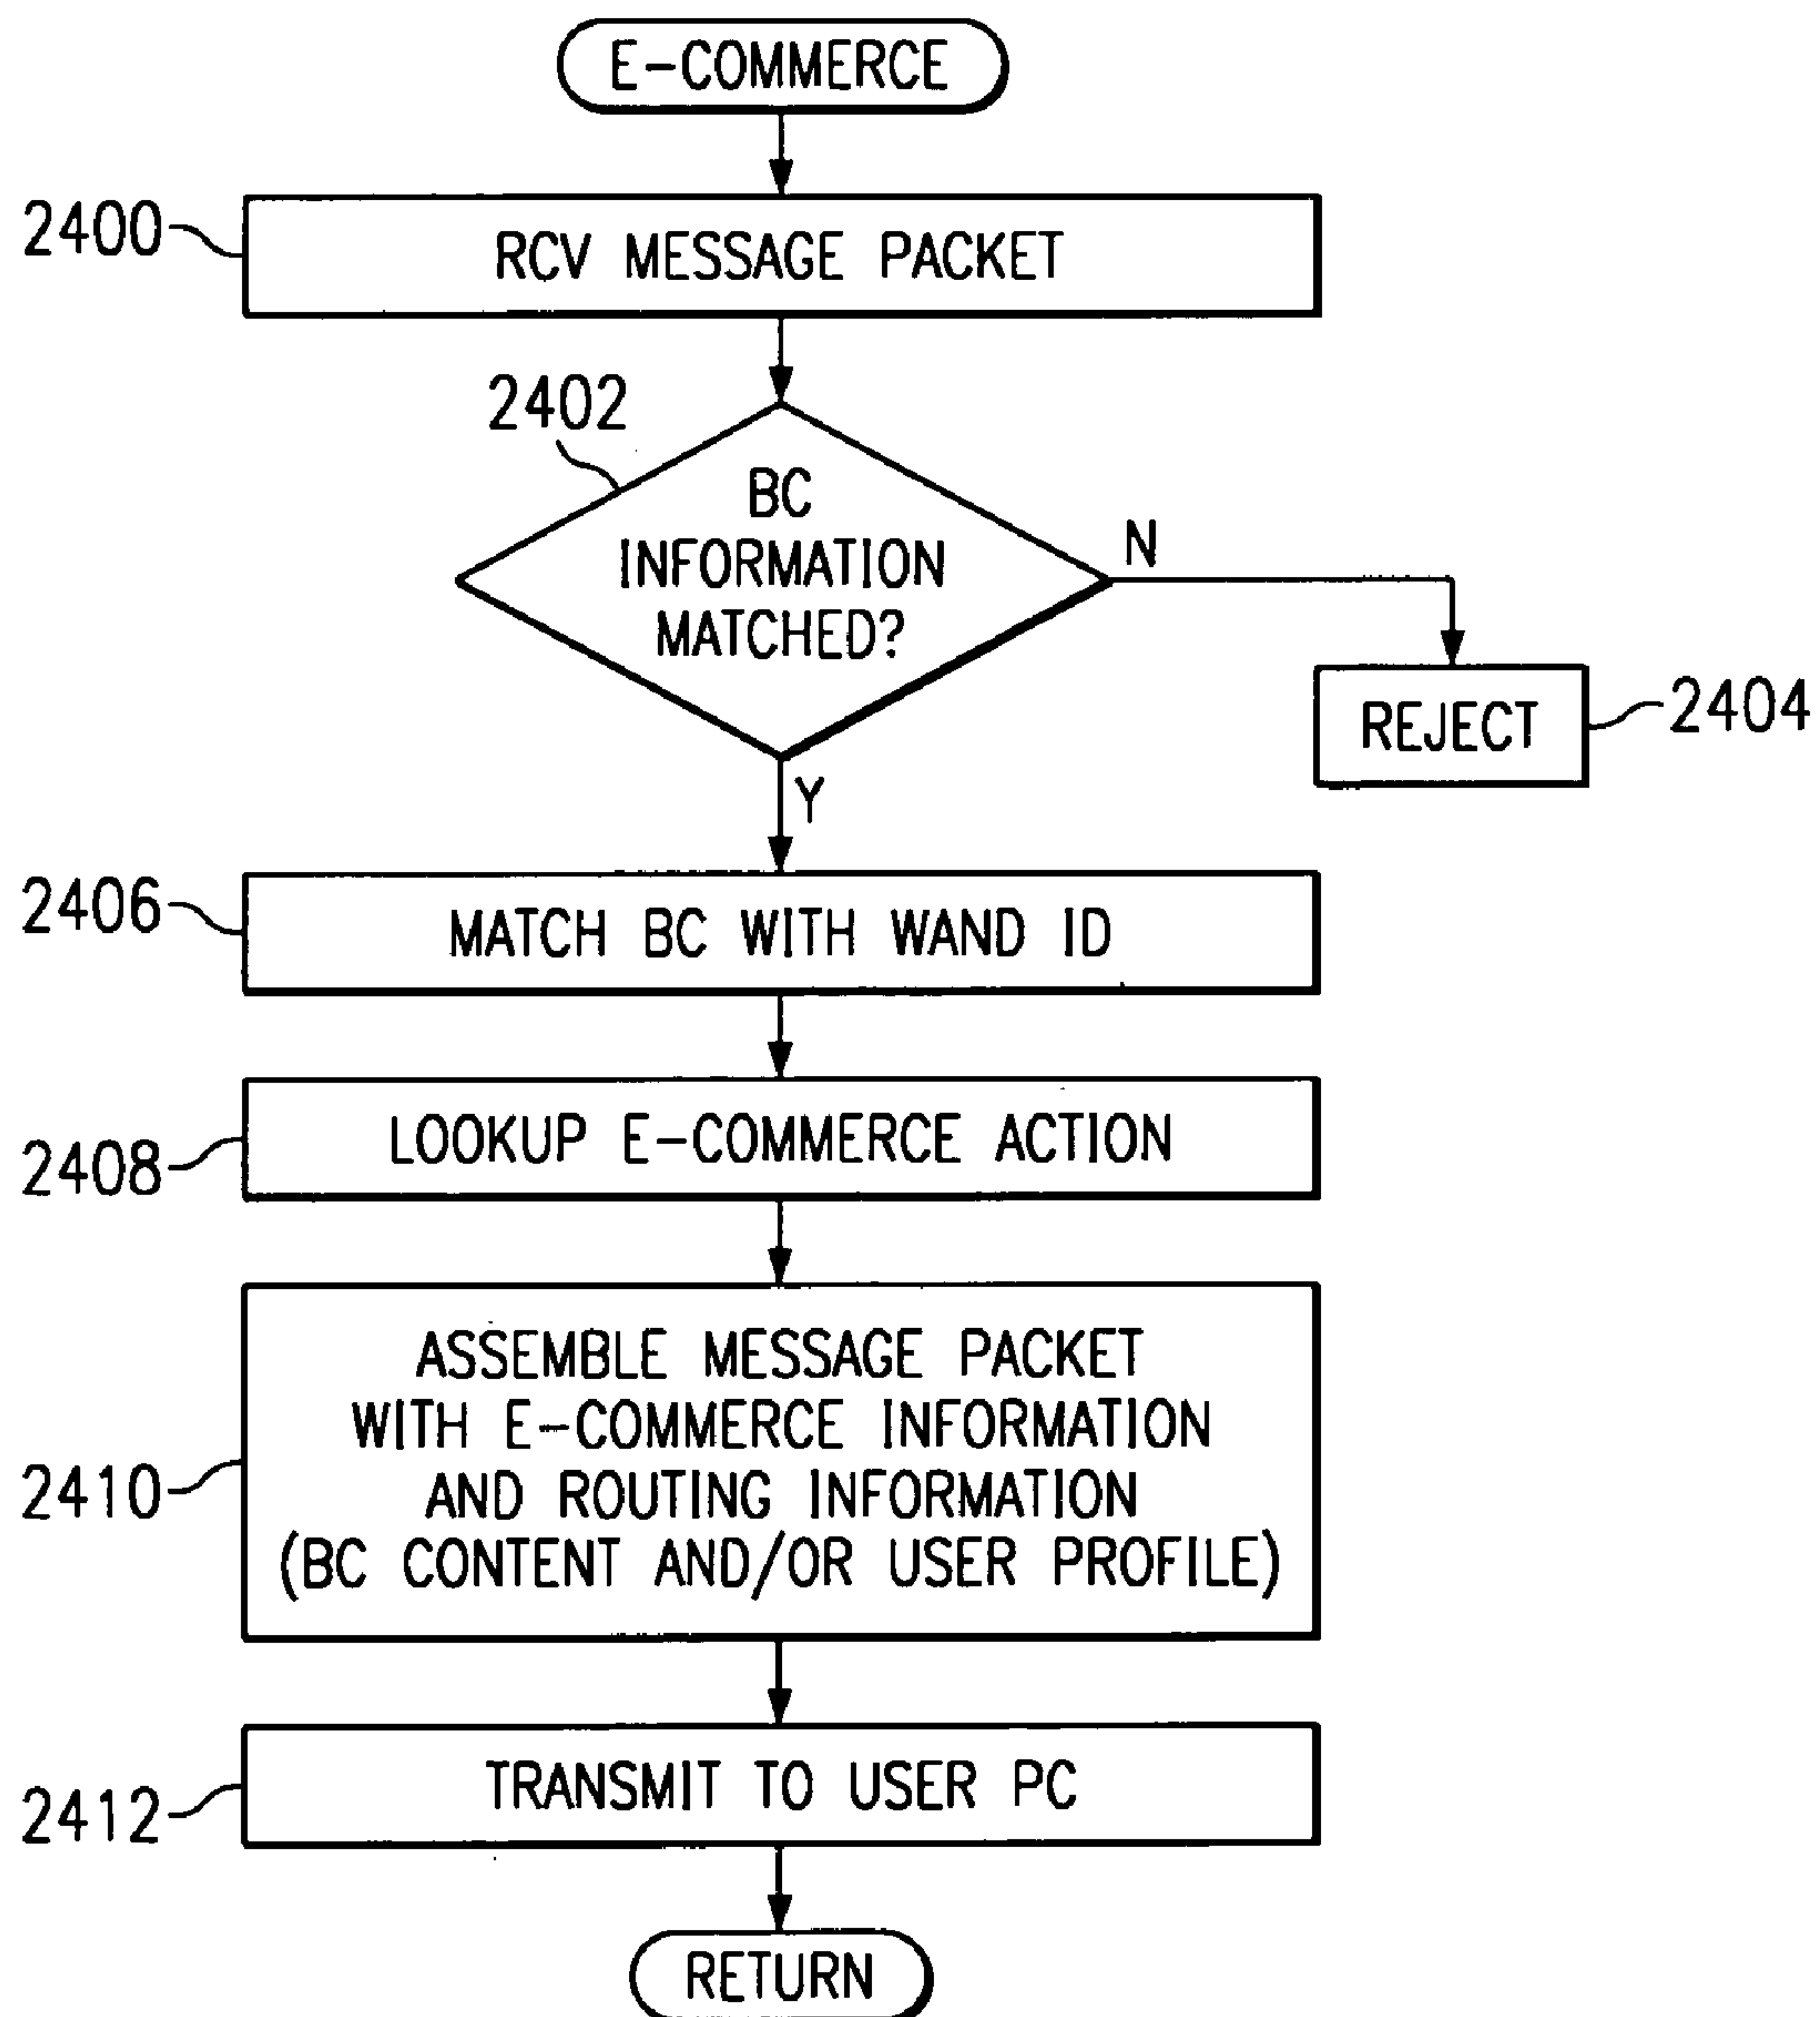 E-COMMERCE
2400
RCV MESSAGE PACKET
2402
BC
INFORMATION
MATCHED?
N
REJECT
2404
Y
2406
MATCH BC WITH WAND ID
2408
LOOKUP E-COMMERCE ACTION
2410
ASSEMBLE MESSAGE PACKET
WITH E-COMMERCE INFORMATION
AND ROUTING INFORMATION
(BC CONTENT AND/OR USER PROFILE)
2412
TRANSMIT TO USER PC
RETURN